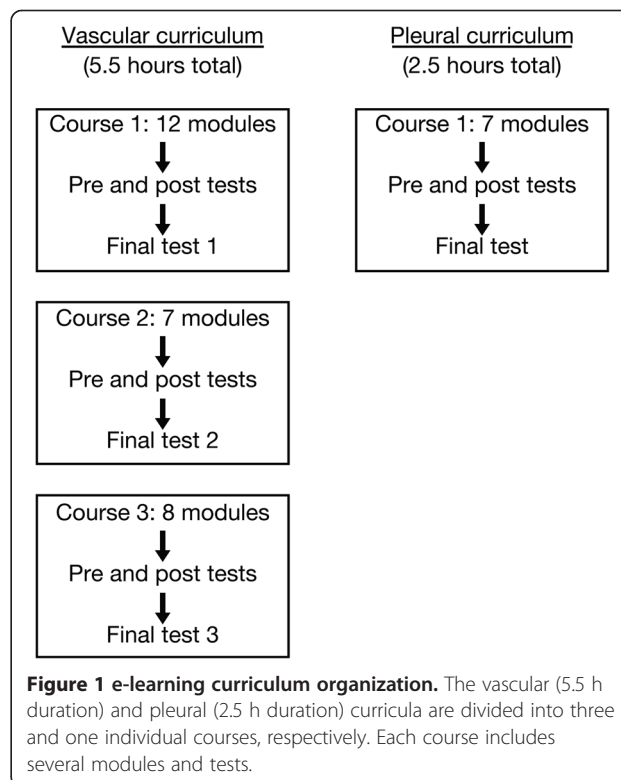 Vascular curriculum
(5.5 hours total)
Course 1: 12 modules
Pre and post tests
Final test 1
Course 2: 7 modules
Pre and post tests
Final test 2
Course 3: 8 modules
Pre and post tests
Final test 3
Pleural curriculum
(2.5 hours total)
Course 1: 7 modules
Pre and post tests
Final test
Figure 1 e-learning curriculum organization. The vascular (5.5 h
duration) and pleural (2.5 h duration) curricula are divided into three
and one individual courses, respectively. Each course includes
several modules and tests.